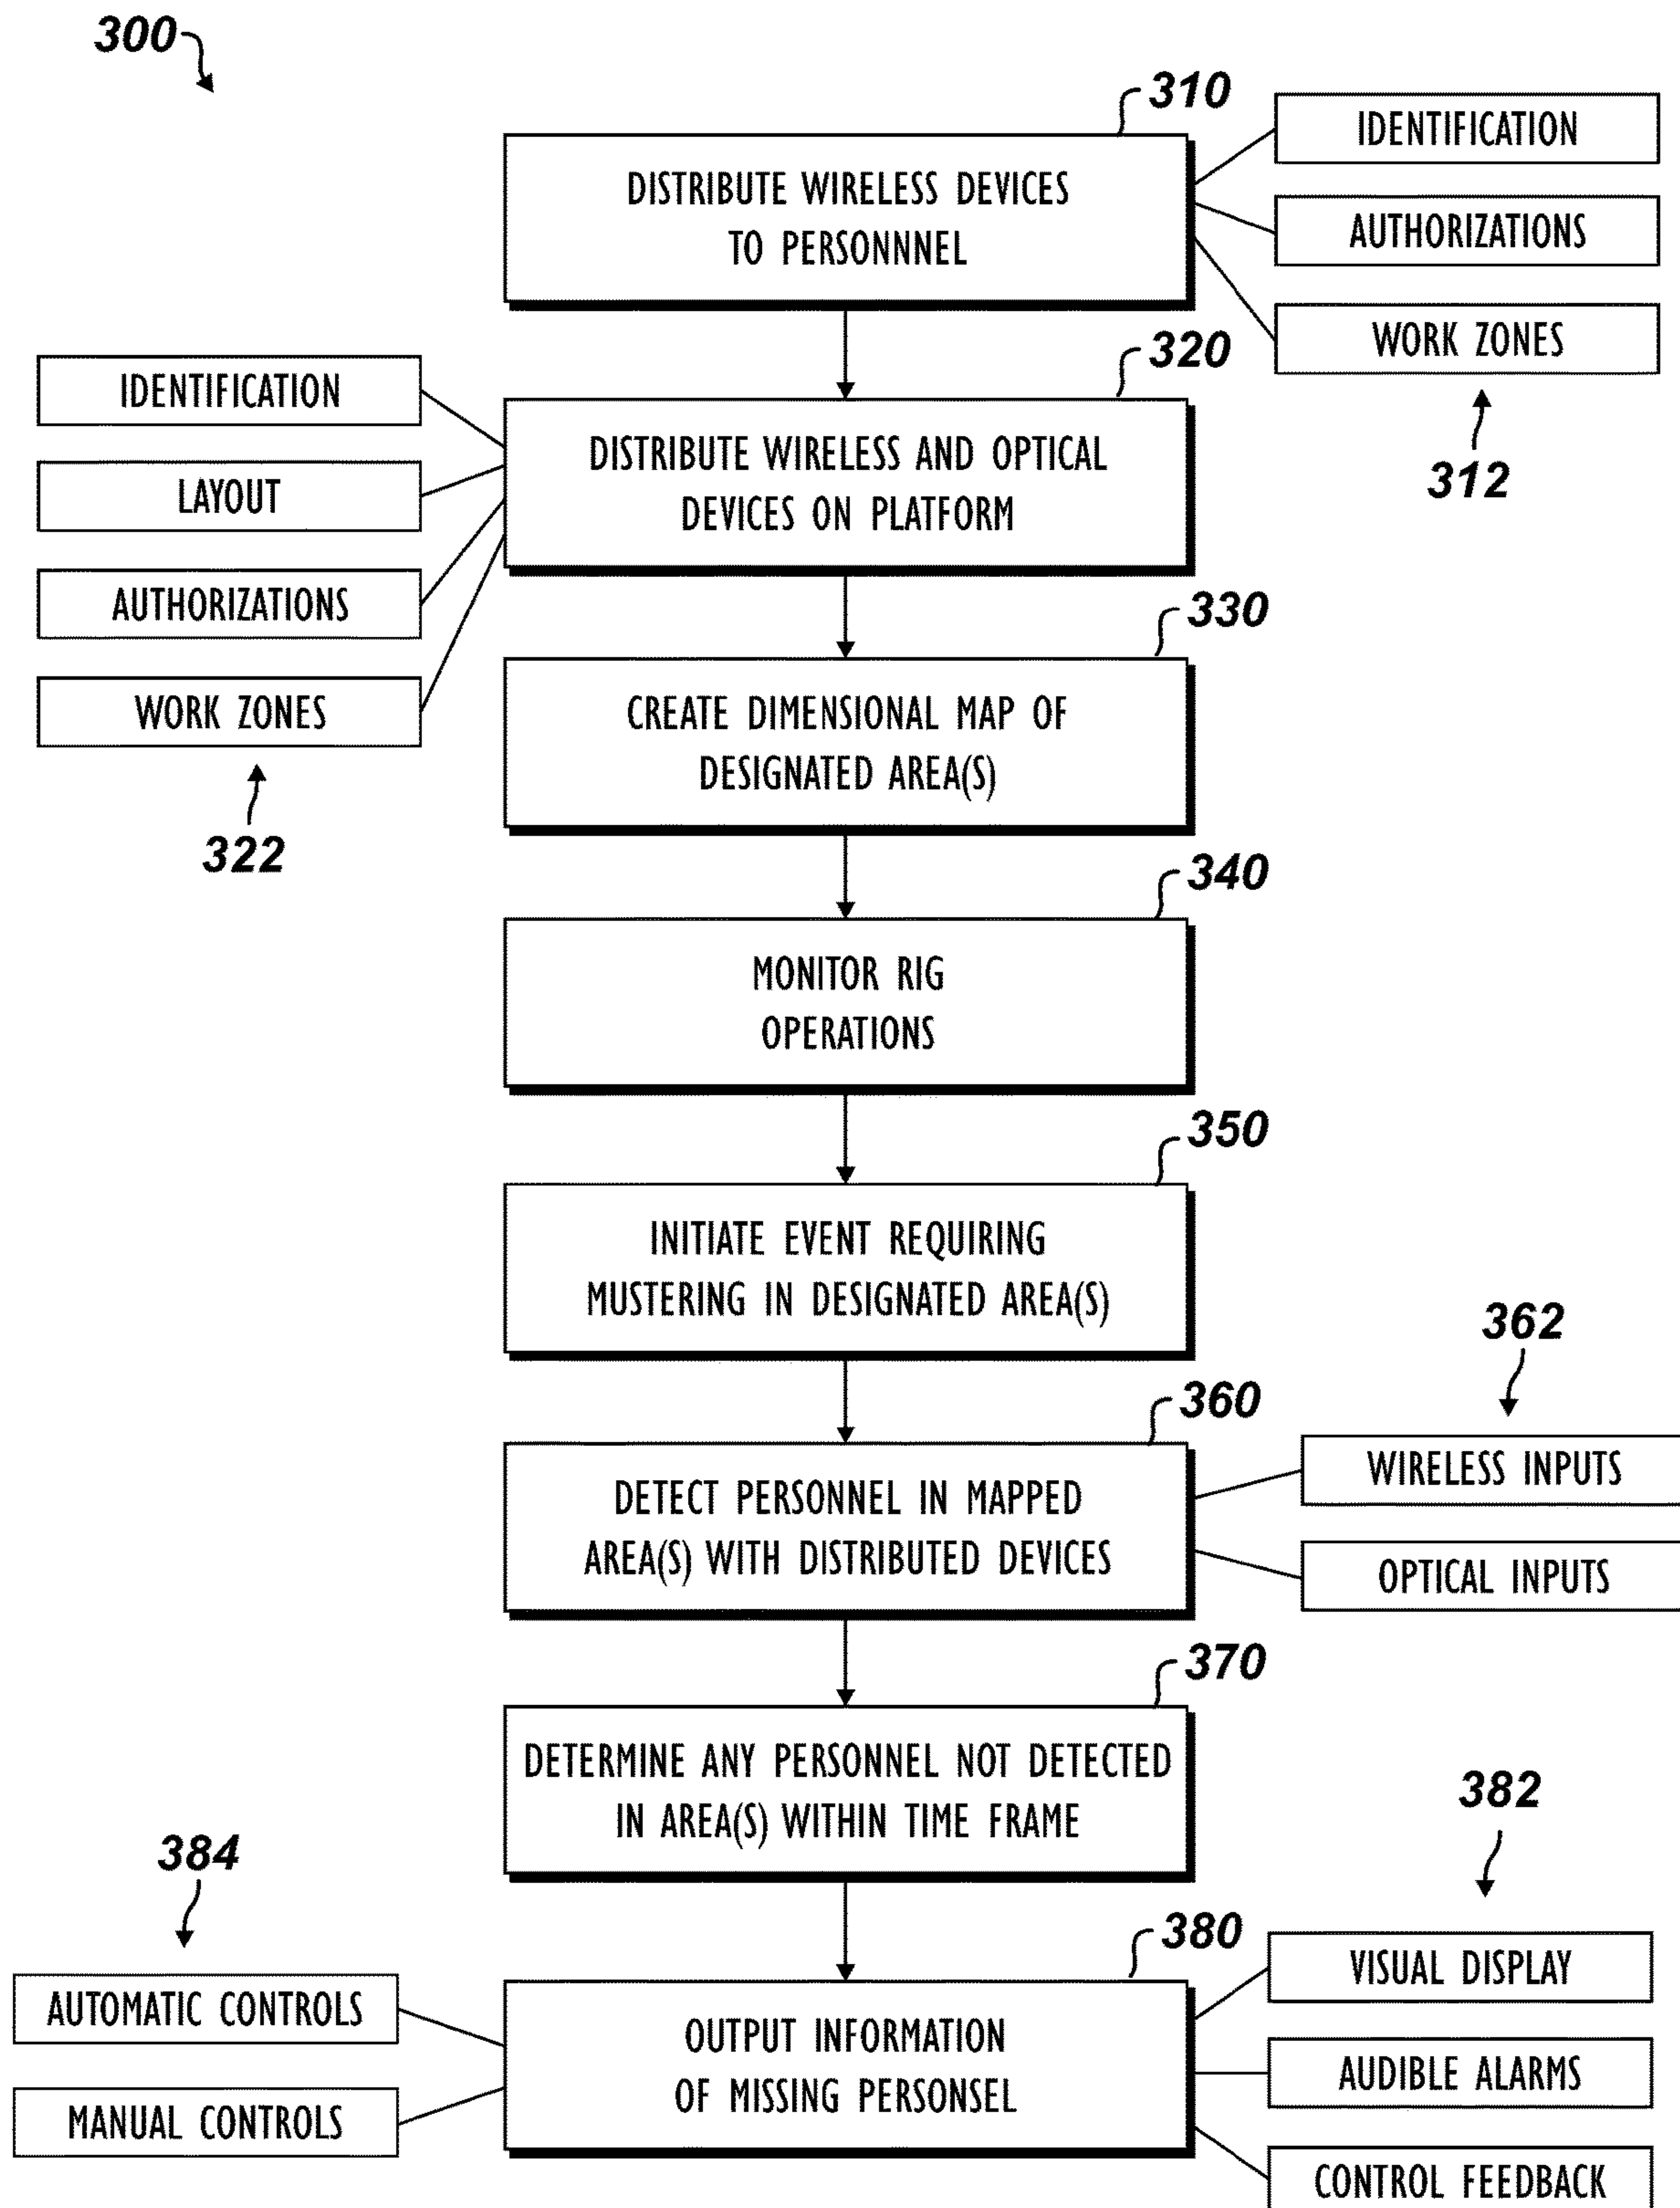 300
310
DISTRIBUTE WIRELESS DEVICES
TO PERSONNNEL
IDENTIFICATION
AUTHORIZATIONS
WORK ZONES
312
320
DISTRIBUTE WIRELESS AND OPTICAL
DEVICES ON PLATFORM
IDENTIFICATION
LAYOUT
AUTHORIZATIONS
WORK ZONES
322
330
CREATE DIMENSIONAL MAP OF
DESIGNATED AREA(S)
340
MONITOR RIG
OPERATIONS
350
INITIATE EVENT REQUIRING
MUSTERING IN DESIGNATED AREA(S)
360
DETECT PERSONNEL IN MAPPED
AREA(S) WITH DISTRIBUTED DEVICES
362
WIRELESS INPUTS
OPTICAL INPUTS
370
DETERMINE ANY PERSONNEL NOT DETECTED
IN AREA(S) WITHIN TIME FRAME
380
OUTPUT INFORMATION
OF MISSING PERSONSEL
384
AUTOMATIC CONTROLS
MANUAL CONTROLS
382
VISUAL DISPLAY
AUDIBLE ALARMS
CONTROL FEEDBACK